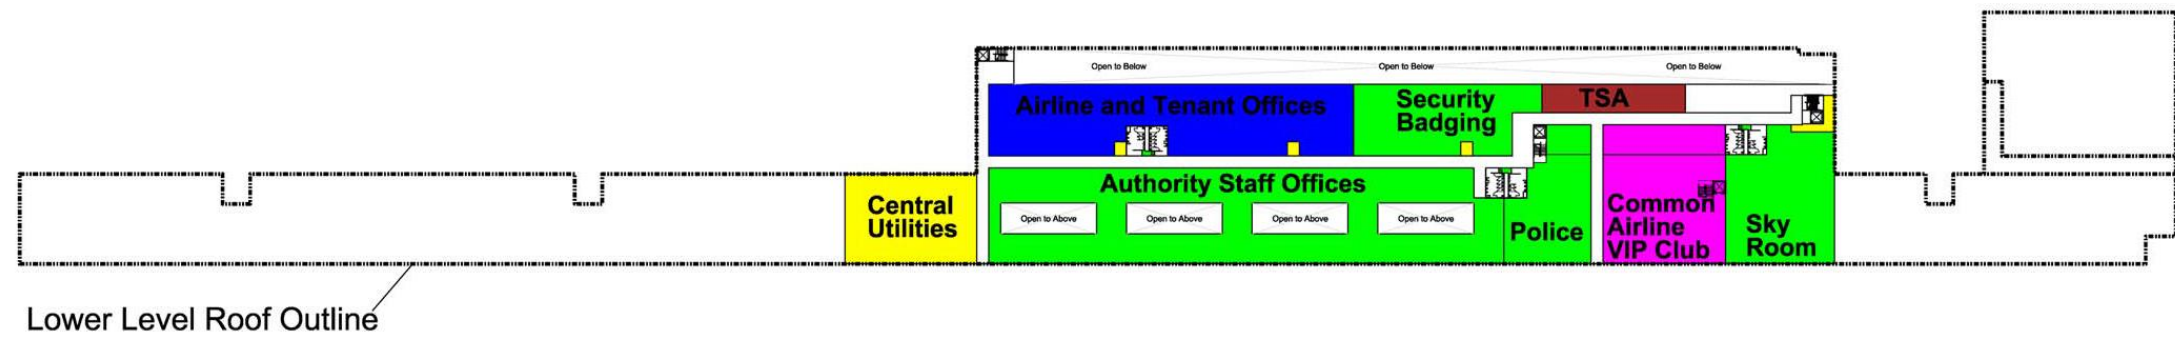 Open to Below
Open to Below
Open to Below
Airline and Tenant Offices
Security
Badging
TSA
Authority Staff Offices
Central
Utilities
Open to Above
Open to Above
Open to Above
Open to Above
Police
Common
Airline
VIP Club
Sky
Room
Lower Level Roof Outline